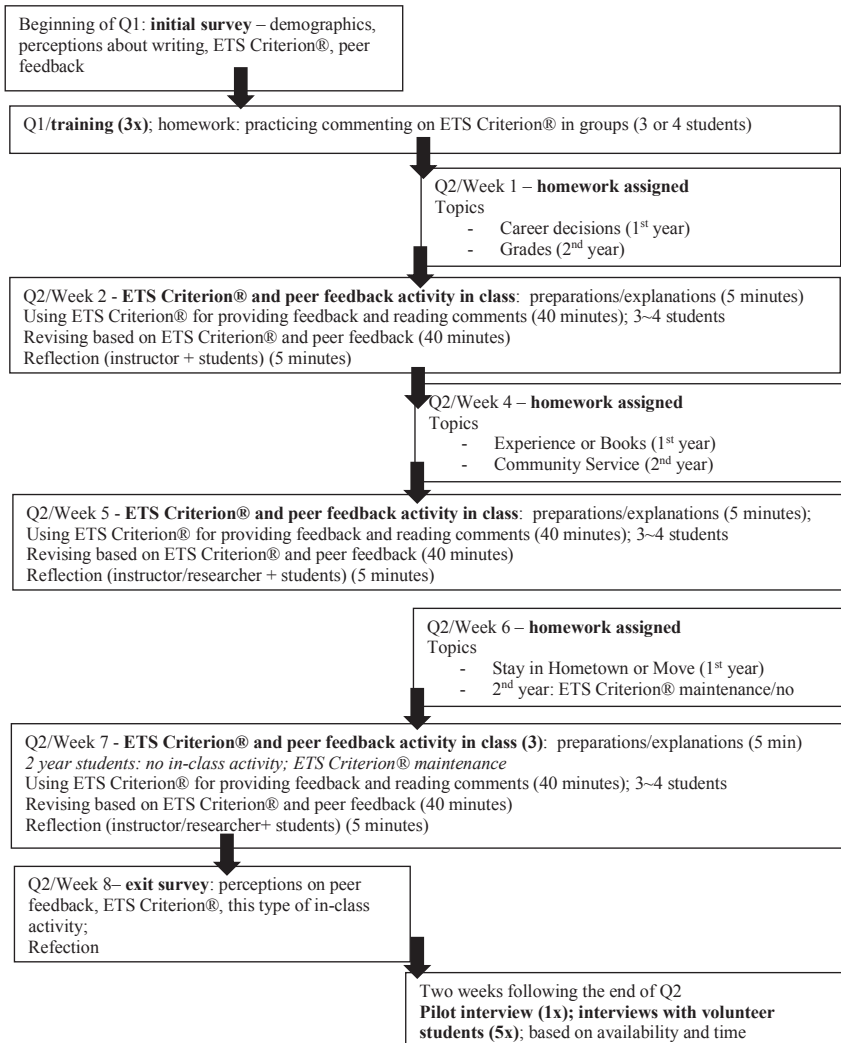 Beginning of Q1: initial survey – demographics,
perceptions about writing, ETS Criterion®, peer
feedback
Q1/training (3x); homework: practicing commenting on ETS Criterion® in groups (3 or 4 students)
Q2/Week 1 – homework assigned
Topics
- Career decisions (1st year)
- Grades (2nd year)
Q2/Week 2 - ETS Criterion® and peer feedback activity in class: preparations/explanations (5 minutes)
Using ETS Criterion® for providing feedback and reading comments (40 minutes); 3~4 students
Revising based on ETS Criterion® and peer feedback (40 minutes)
Reflection (instructor + students) (5 minutes)
Q2/Week 4 – homework assigned
Topics
- Experience or Books (1st year)
- Community Service (2nd year)
Q2/Week 5 - ETS Criterion® and peer feedback activity in class: preparations/explanations (5 minutes);
Using ETS Criterion® for providing feedback and reading comments (40 minutes); 3~4 students
Revising based on ETS Criterion® and peer feedback (40 minutes)
Reflection (instructor/researcher + students) (5 minutes)
Q2/Week 6 – homework assigned
Topics
- Stay in Hometown or Move (1st year)
- 2nd year: ETS Criterion® maintenance/no
Q2/Week 7 - ETS Criterion® and peer feedback activity in class (3): preparations/explanations (5 min)
2 year students: no in-class activity; ETS Criterion® maintenance
Using ETS Criterion® for providing feedback and reading comments (40 minutes); 3~4 students
Revising based on ETS Criterion® and peer feedback (40 minutes)
Reflection (instructor/researcher+ students) (5 minutes)
Q2/Week 8– exit survey: perceptions on peer
feedback, ETS Criterion®, this type of in-class
activity;
Refection
Two weeks following the end of Q2
Pilot interview (1x); interviews with volunteer
students (5x); based on availability and time